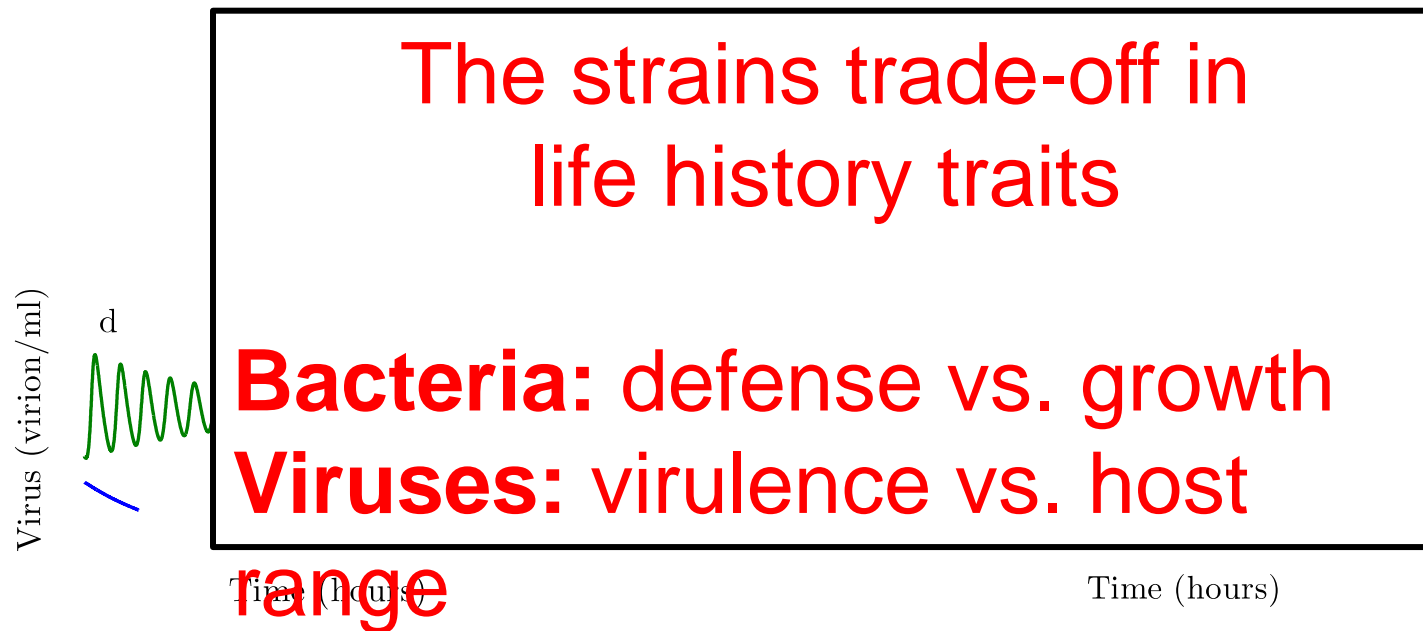 The strains trade-off in
life history traits
Virus (virion/ml)
d
Bacteria: defense vs. growth
Viruses: virulence vs. host
range
Time (hours)
Time (hours)